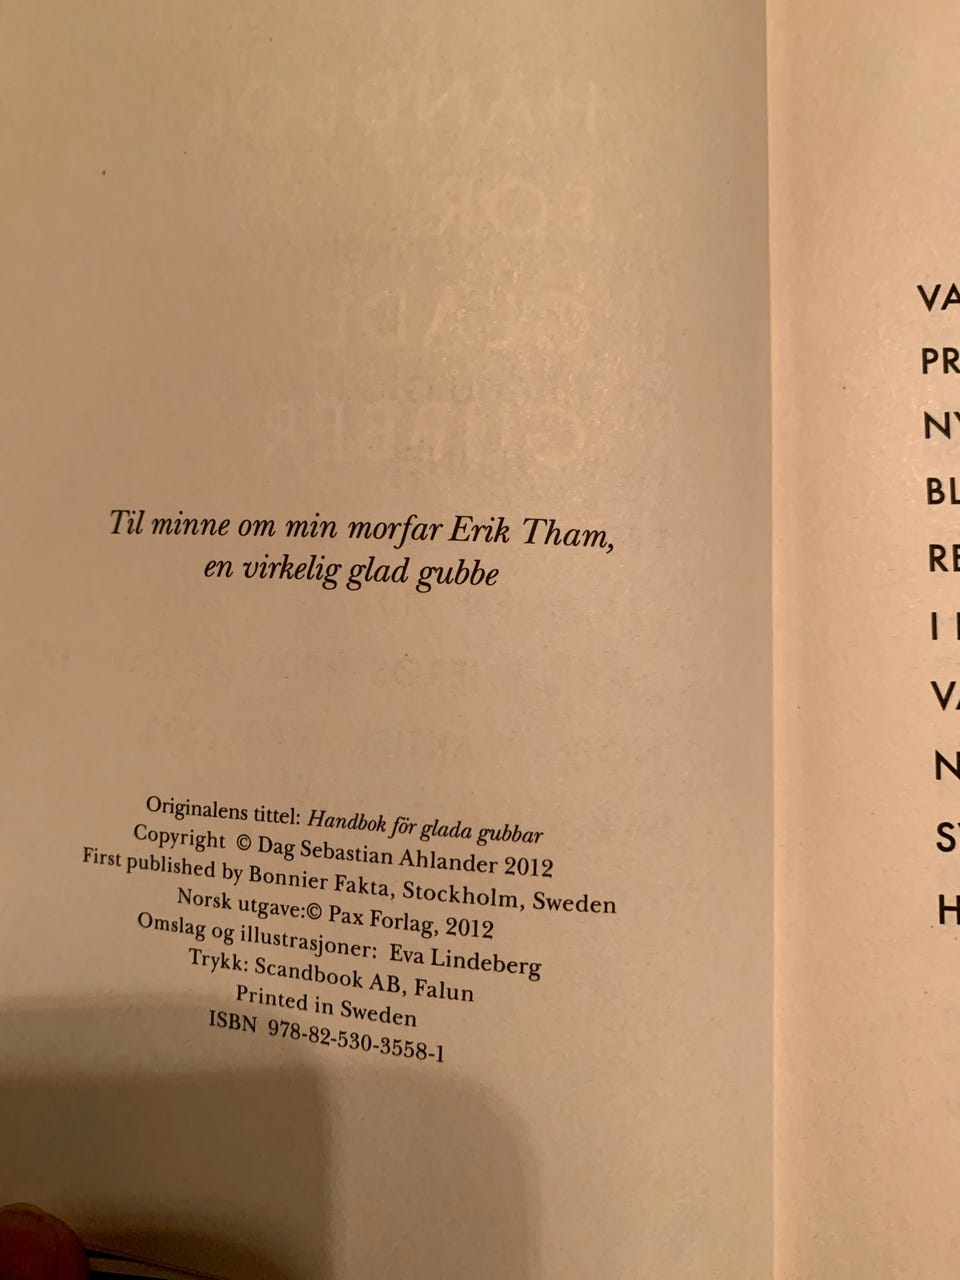 Til minne om min morfar Erik Tham,
en virkelig glad gubbe
Originalens tittel: Handbok för glada gubbar
Copyright © Dag Sebastian Ahlander 2012
First published by Bonnier Fakta, Stockholm, Sweden
Norsk utgave:© Pax Forlag, 2012
Omslag og illustrasjoner: Eva Lindeberg
Trykk: Scandbook AB, Falun
Printed in Sweden
ISBN 978-82-530-3558-1
VA
PR
NY
BL
RE
I
VA
N
S
H